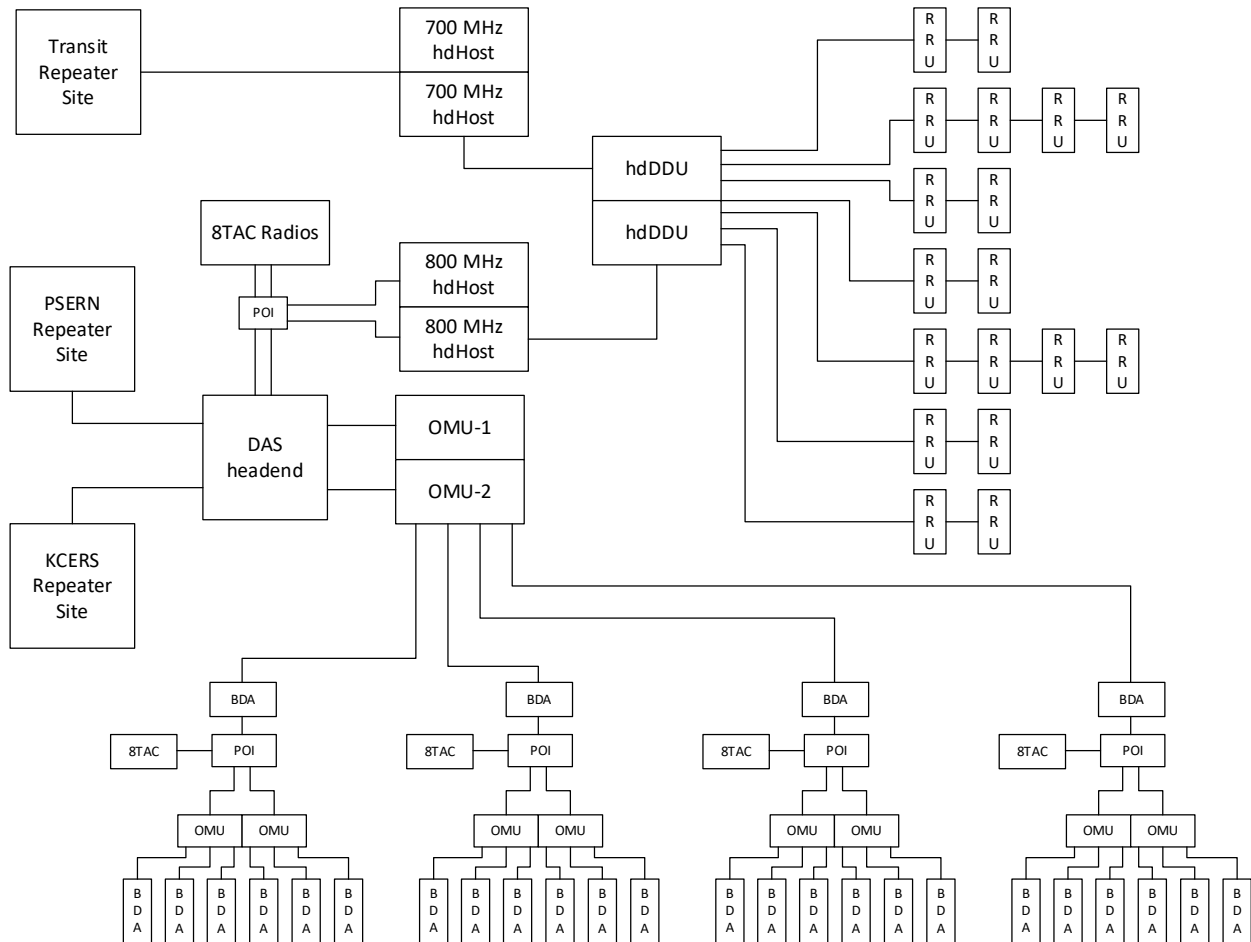 Transit
Repeater
Site
700 MHz
hdHost
700 MHz
hdHost
R
R
U
R
R
U
R
R
U
R
R
U
R
R
U
R
R
U
hdDDU
hdDDU
R
R
U
R
R
U
8TAC Radios
POI
800 MHz
hdHost
800 MHz
hdHost
R
R
U
R
R
U
PSERN
Repeater
Site
R
R
U
R
R
U
R
R
U
R
R
U
DAS
headend
OMU-1
OMU-2
R
R
U
R
R
U
KCERS
Repeater
Site
R
R
U
R
R
U
BDA
BDA
BDA
BDA
8TAC
POI
8TAC
POI
8TAC
POI
8TAC
POI
OMU
OMU
OMU
OMU
OMU
OMU
OMU
OMU
B
D
A
B
D
A
B
D
A
B
D
A
B
D
A
B
D
A
B
D
A
B
D
A
B
D
A
B
D
A
B
D
A
B
D
A
B
D
A
B
D
A
B
D
A
B
D
A
B
D
A
B
D
A
B
D
A
B
D
A
B
D
A
B
D
A
B
D
A
B
D
A